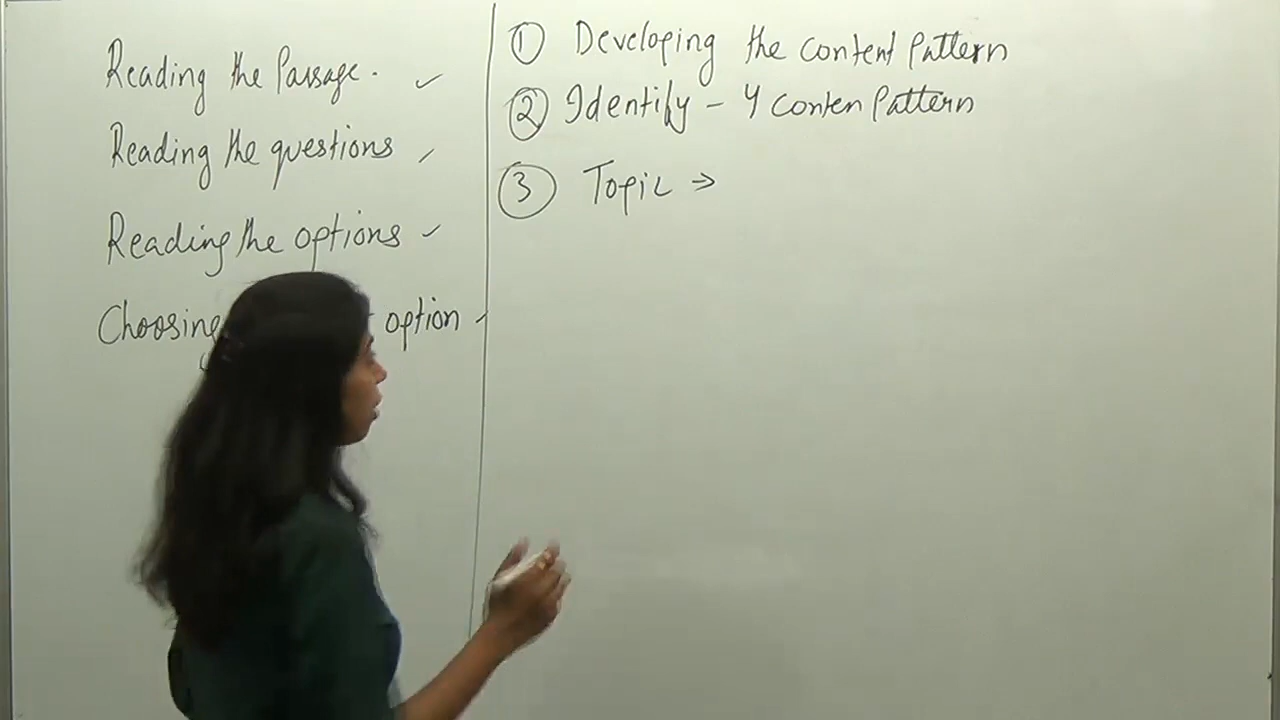 Reading the Passage.
Reading the questions
Reading the options
Choosing option
① Developing the content Pattern
② Identify - 4 conten Pattern
③ Topic ⇒